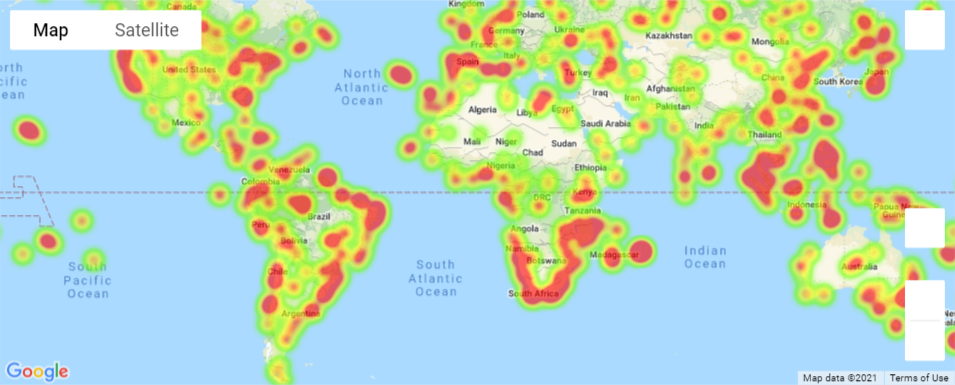 Map
Satellite
Canada
Kingdom
Poland
Germany
Ukraine
Kazakhstan
Mongolia
France
Italy
Spain
Turkey
United States
North
Atlantic
Ocean
China
South Korea
Japan
Afghanistan
Iraq
Iran
Pakistan
Algeria
Libya
Egypt
Saudi Arabia
India
Mexico
Mali
Niger
Chad
Sudan
Thailand
Nigeria
Ethiopia
Venezuela
Colombia
DRC
Kenya
Indonesia
Papua New
Guinea
Brazil
Peru
Tanzania
Angola
Bolivia
Namibia
Botswana
Madagascar
Indian
Ocean
South
Pacific
Ocean
Chile
South
Atlantic
Ocean
Australia
South Africa
Argentina
Google
Map data ©2021
Terms of Use